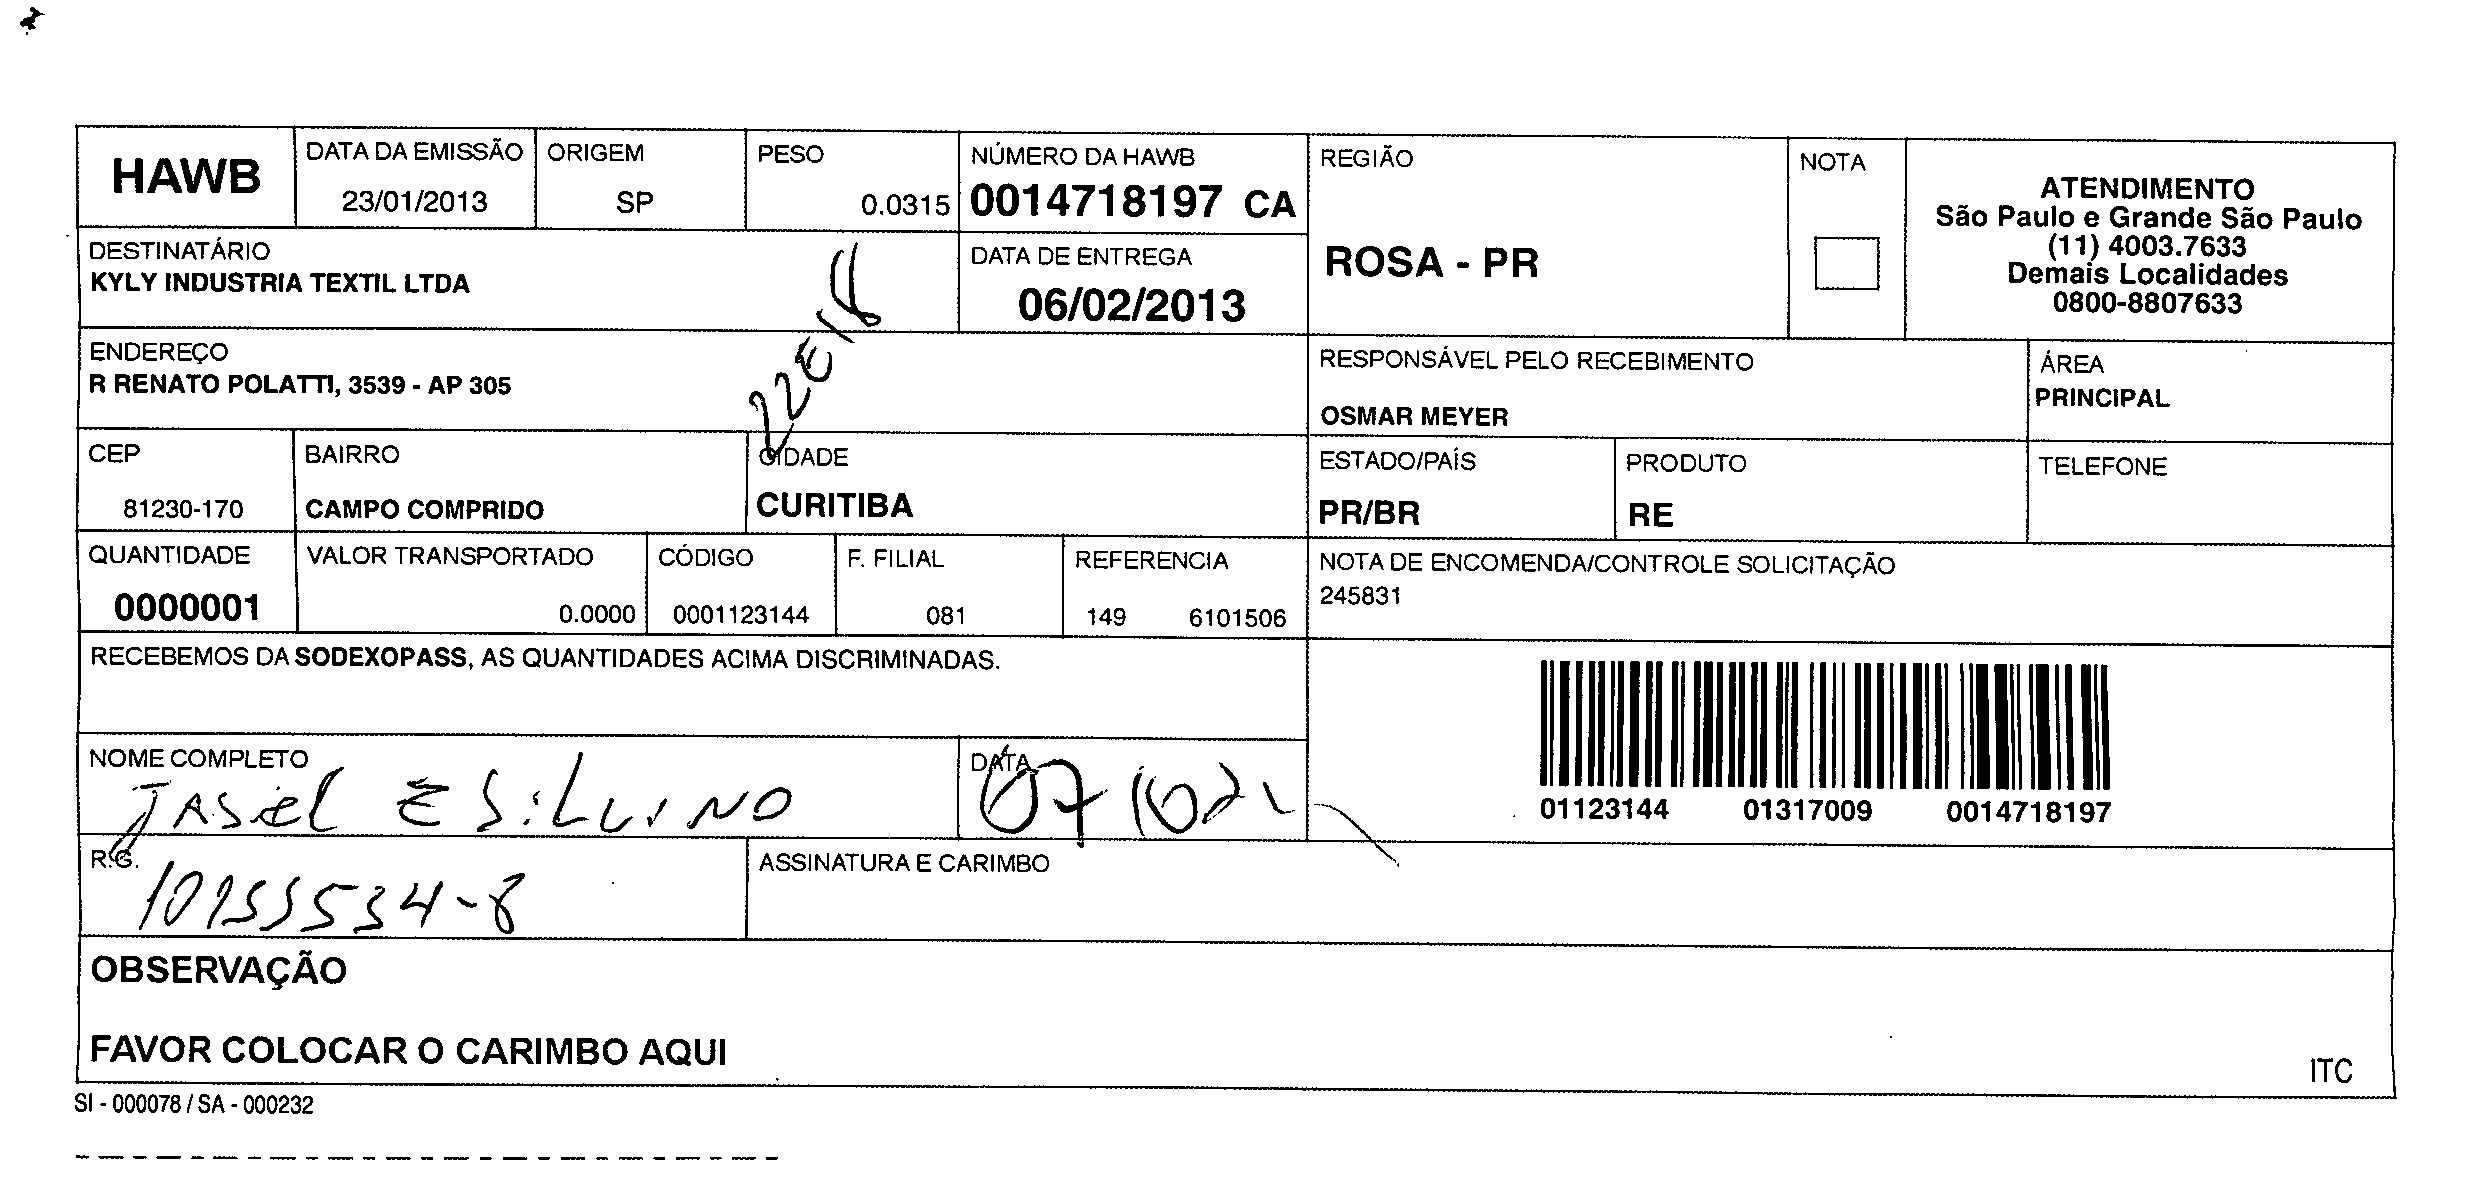 HAWB
DATA DA EMISSÃO
23/01/2013
ORIGEM
SP
PESO
0.0315
NÚMERO DA HAWB
0014718197 CA
REGIÃO
ROSA - PR
NOTA
ATENDIMENTO
São Paulo e Grande São Paulo
(11) 4003.7633
Demais Localidades
0800-8807633
DESTINATÁRIO
KYLY INDUSTRIA TEXTIL LTDA
DATA DE ENTREGA
06/02/2013
ENDEREÇO
R RENATO POLATTI, 3539 - AP 305
RESPONSÁVEL PELO RECEBIMENTO
OSMAR MEYER
ÁREA
PRINCIPAL
CEP
81230-170
BAIRRO
CAMPO COMPRIDO
CIDADE
CURITIBA
ESTADO/PAÍS
PR/BR
PRODUTO
RE
TELEFONE
QUANTIDADE
0000001
VALOR TRANSPORTADO
0.0000
CÓDIGO
0001123144
F. FILIAL
081
REFERENCIA
149 6101506
NOTA DE ENCOMENDA/CONTROLE SOLICITAÇÃO
245831
RECEBEMOS DA SODEXOPASS, AS QUANTIDADES ACIMA DISCRIMINADAS.
01123144 01317009 0014718197
NOME COMPLETO
JASiel E SiLViNO
DATA
07
R.G.
10155534-8
ASSINATURA E CARIMBO
OBSERVAÇÃO
FAVOR COLOCAR O CARIMBO AQUI
ITC
SI - 000078 / SA - 000232